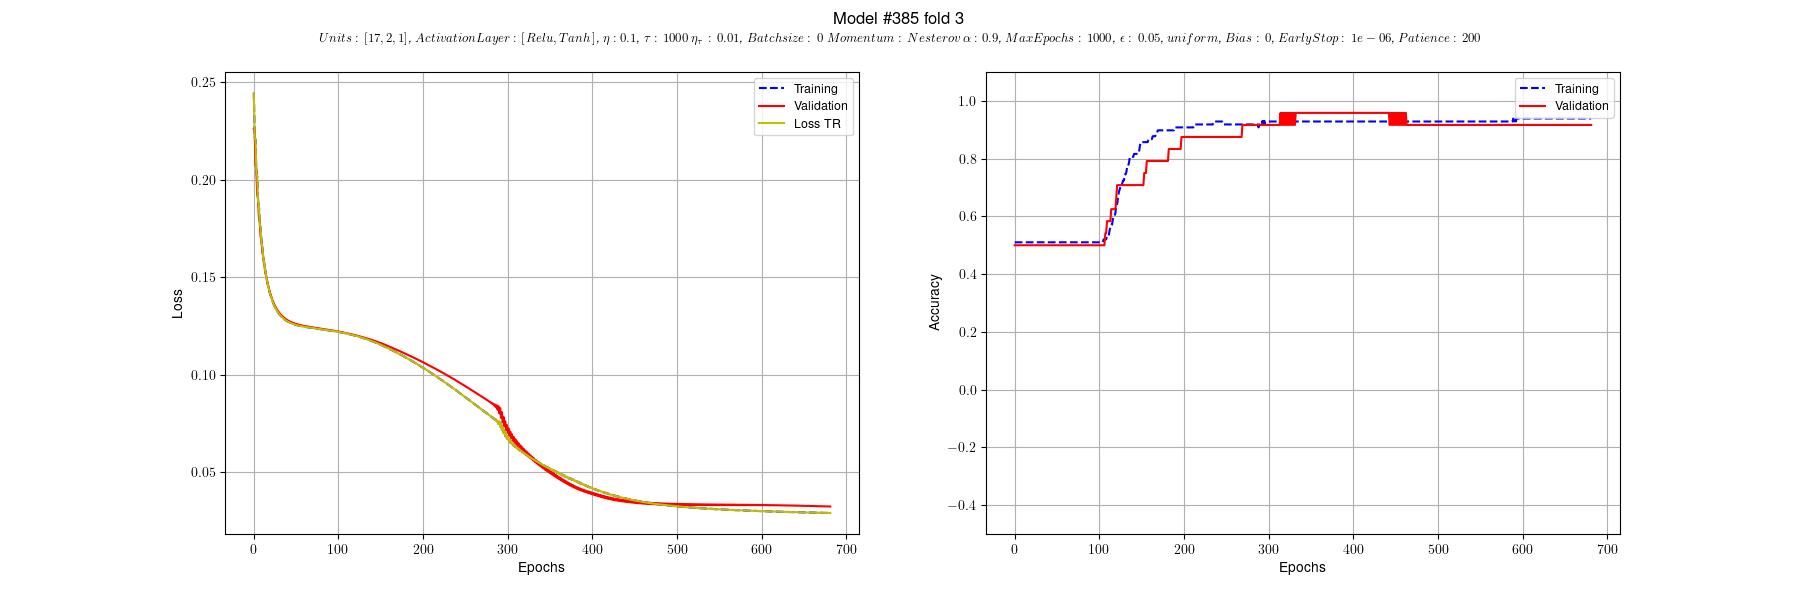 Model #385 fold 3
Units : [17, 2, 1], ActivationLayer : [Relu, Tanh], η : 0.1, τ : 1000 η_τ : 0.01, Batchsize : 0 Momentum : Nesterov α : 0.9, MaxEpochs : 1000, ϵ : 0.05, uniform, Bias : 0, EarlyStop : 1e − 06, Patience : 200
0.25
0.20
0.15
0.10
0.05
Loss
0 100 200 300 400 500 600 700
Epochs
Training
Validation
Loss TR
1.0
0.8
0.6
0.4
0.2
0.0
−0.2
−0.4
Accuracy
0 100 200 300 400 500 600 700
Epochs
Training
Validation